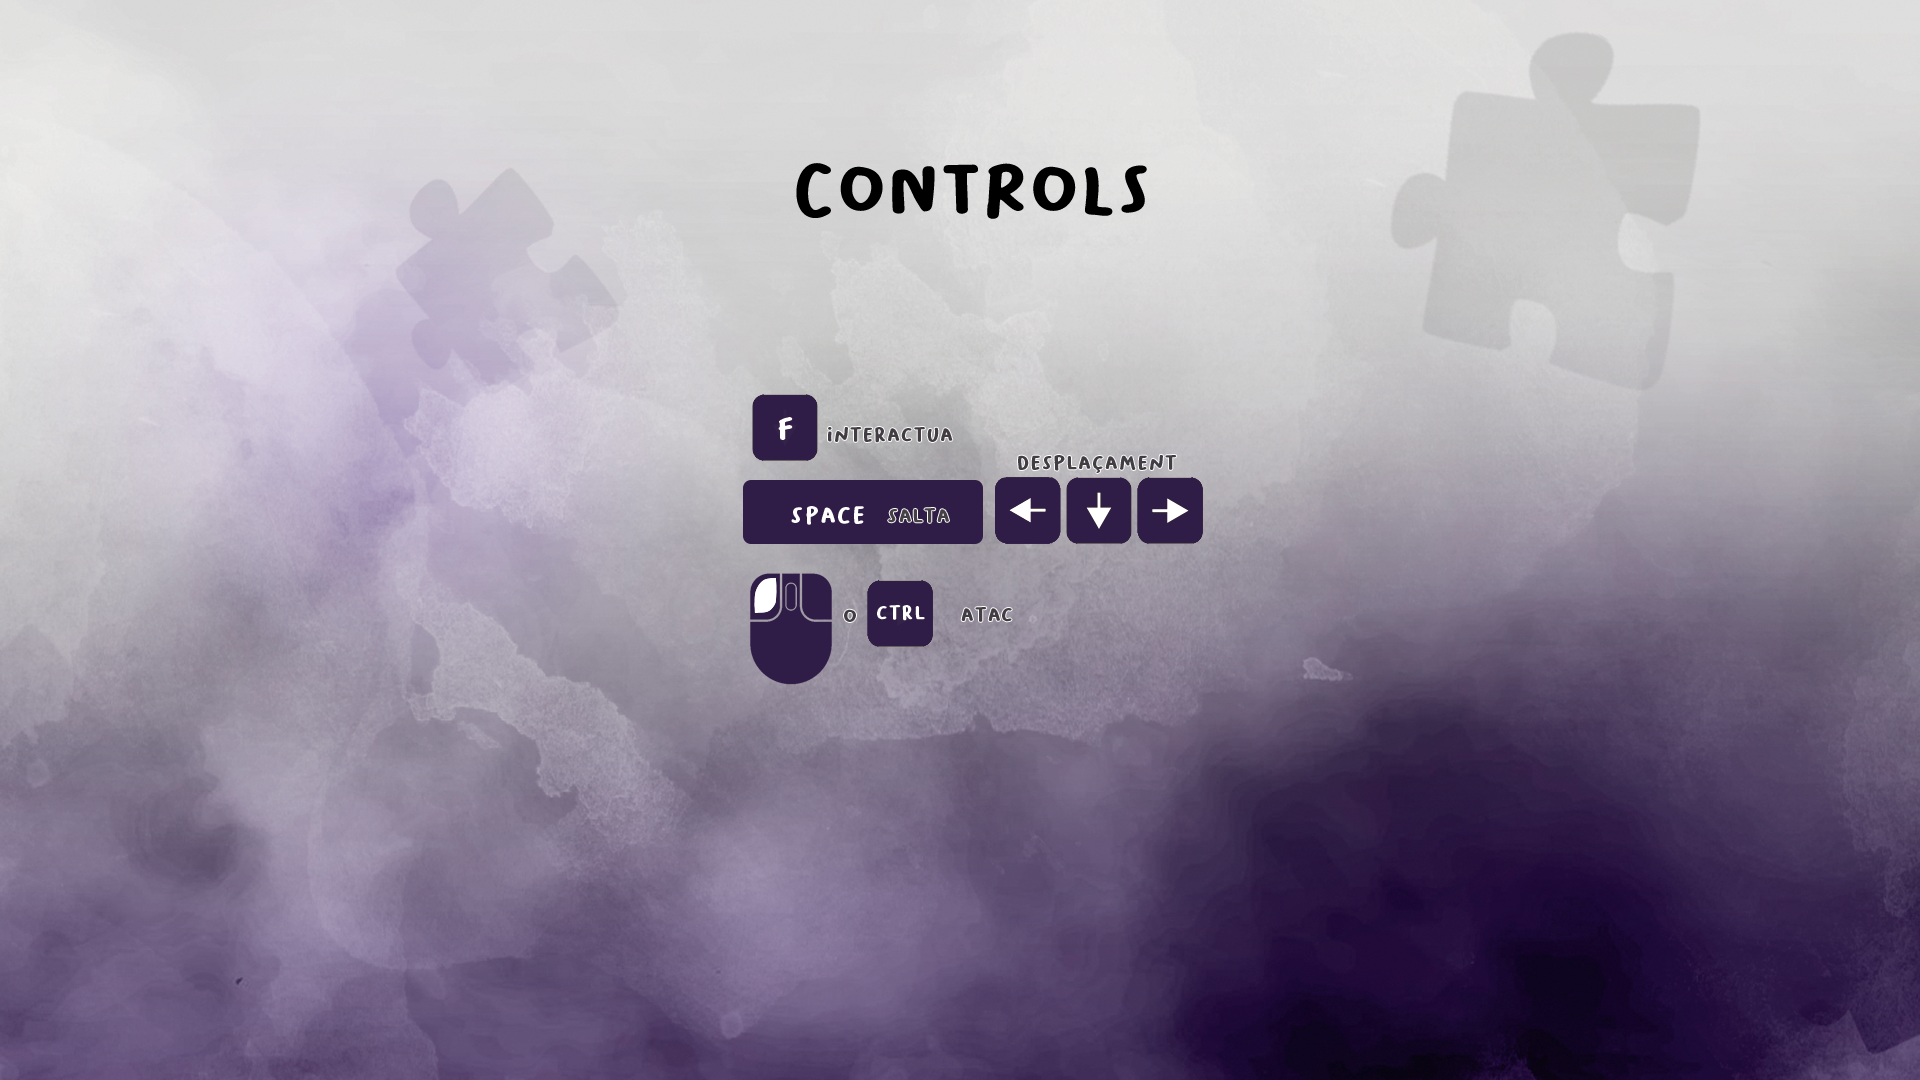 CONTROLS
F INTERACTUA
DESPLAÇAMENT
SPACE SALTA
O CTRL ATAC